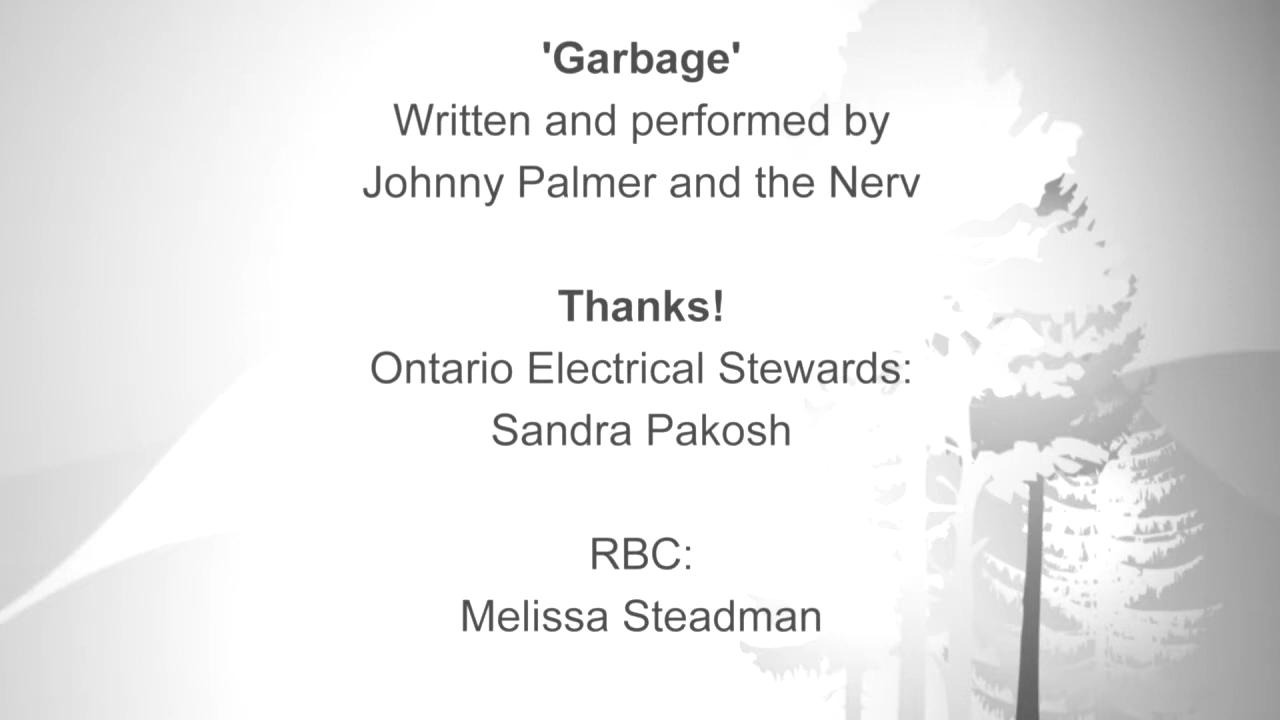 'Garbage'
Written and performed by
Johnny Palmer and the Nerv
Thanks!
Ontario Electrical Stewards:
Sandra Pakosh
RBC:
Melissa Steadman